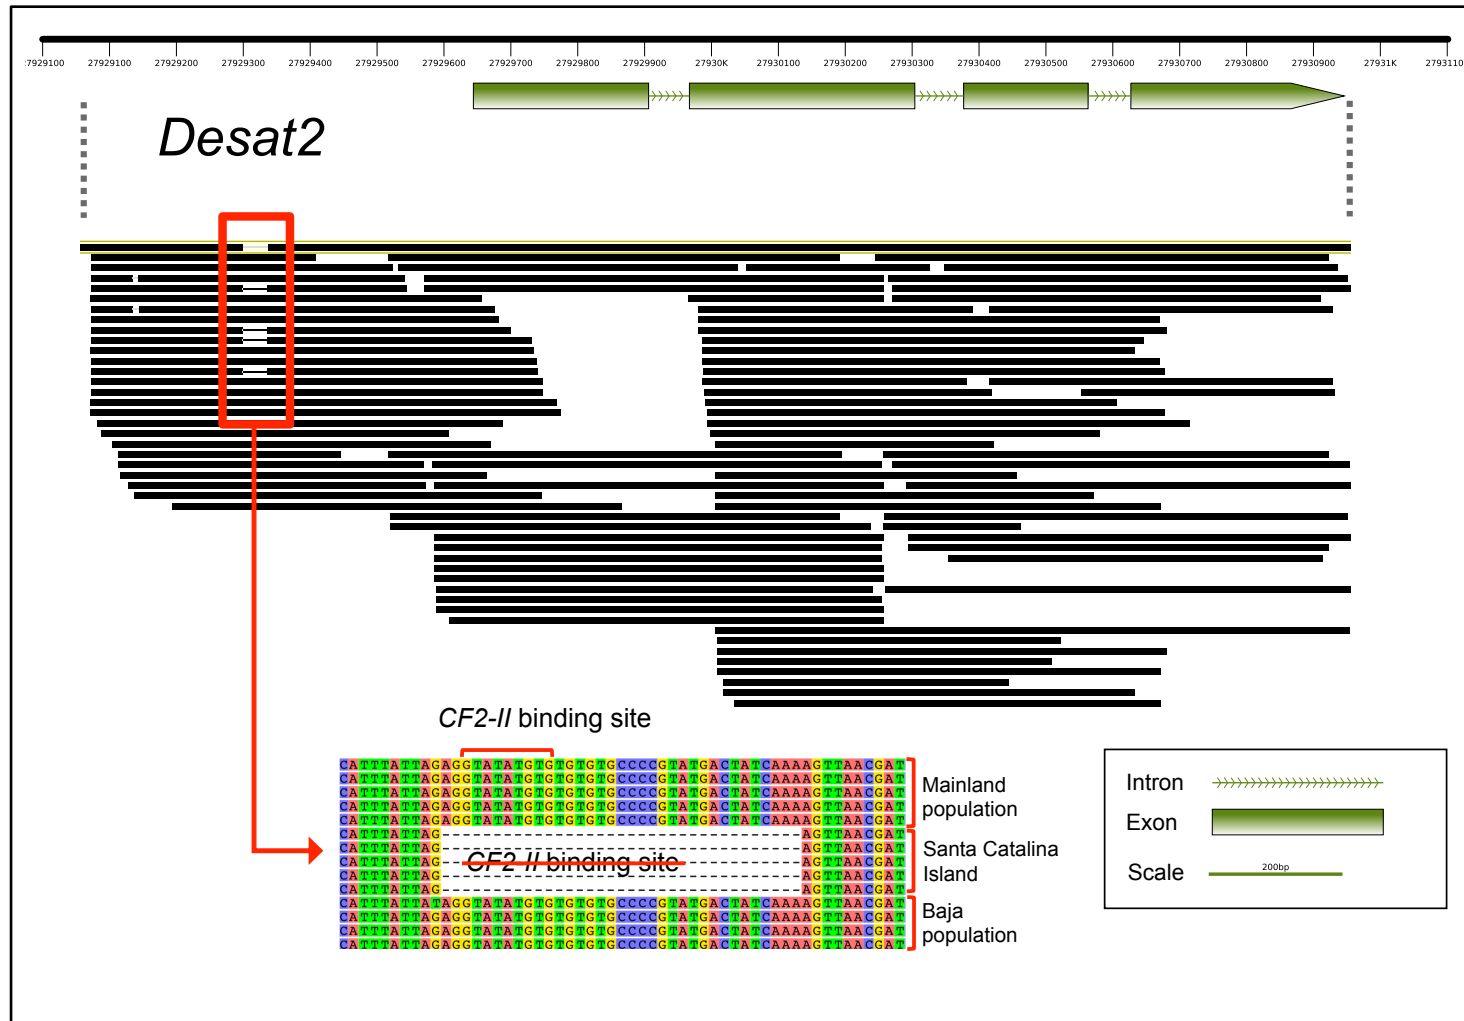 :7929100 27929100 27929200 27929300 27929400 27929500 27929600 27929700 27929800 27929900 27930K 27930100 27930200 27930300 27930400 27930500 27930600 27930700 27930800 27930900 27931K 2793110
Desat2
CF2-II binding site
CATTTATTAGAGGTATATGTGTGTGTGCCCCGTATGACTATCAAAAGTTAACGAT
CATTTATTAGAGGTATATGTGTGTGTGCCCCGTATGACTATCAAAAGTTAACGAT
CATTTATTAGAGGTATATGTGTGTGTGCCCCGTATGACTATCAAAAGTTAACGAT
CATTTATTAGAGGTATATGTGTGTGTGCCCCGTATGACTATCAAAAGTTAACGAT
CATTTATTAGAGGTATATGTGTGTGTGCCCCGTATGACTATCAAAAGTTAACGAT
Mainland
population
CATTTATTAG-----------------------------------AGTTAACGAT
CATTTATTAG-----------------------------------AGTTAACGAT
CATTTATTAG-----------------------------------AGTTAACGAT
CATTTATTAG-----------------------------------AGTTAACGAT
CATTTATTAG-----------------------------------AGTTAACGAT
CF2-II binding site
Santa Catalina
Island
CATTTATTATAGGTATATGTGTGTGTGCCCCGTATGACTATCAAAAGTTAACGAT
CATTTATTAGAGGTATATGTGTGTGTGCCCCGTATGACTATCAAAAGTTAACGAT
CATTTATTAGAGGTATATGTGTGTGTGCCCCGTATGACTATCAAAAGTTAACGAT
CATTTATTAGAGGTATATGTGTGTGTGCCCCGTATGACTATCAAAAGTTAACGAT
Baja
population
Intron
Exon
Scale 200bp